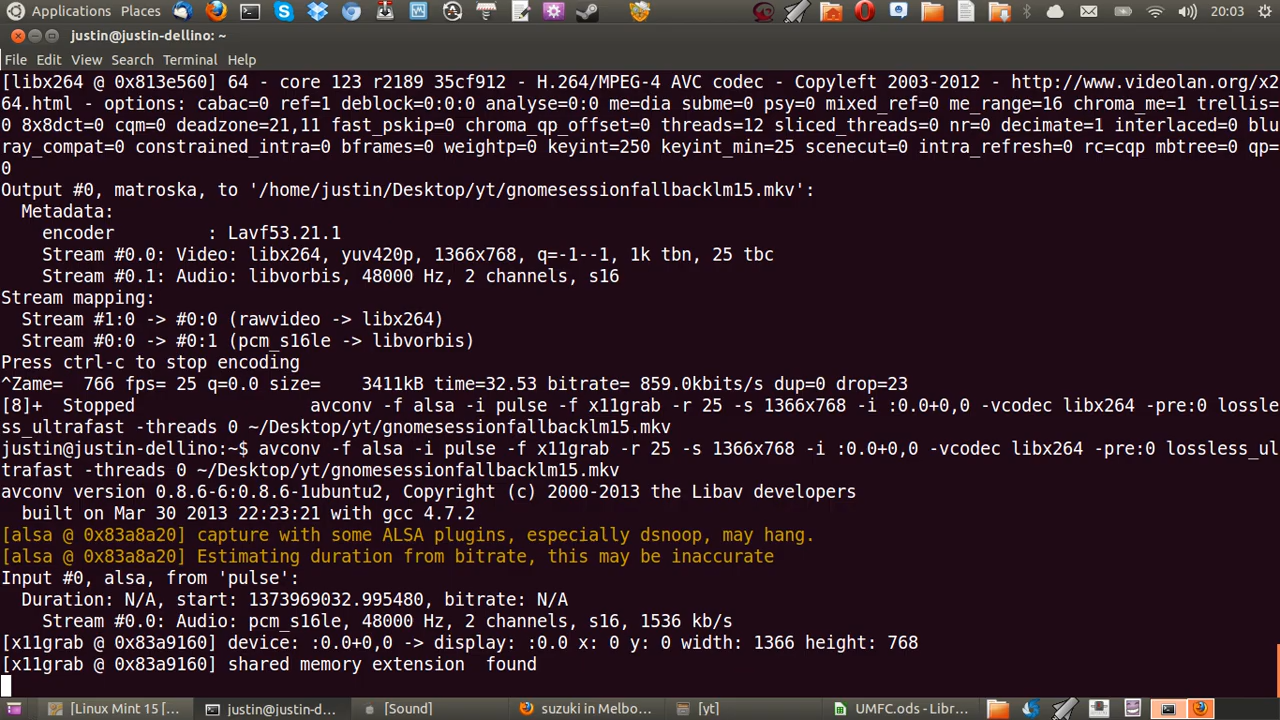 Applications Places 20:03
justin@justin-dellino: ~
File Edit View Search Terminal Help
[libx264 @ 0x813e560] 64 - core 123 r2189 35cf912 - H.264/MPEG-4 AVC codec - Copyleft 2003-2012 - http://www.videolan.org/x2
64.html - options: cabac=0 ref=1 deblock=0:0:0 analyse=0:0 me=dia subme=0 psy=0 mixed_ref=0 me_range=16 chroma_me=1 trellis=
0 8x8dct=0 cqm=0 deadzone=21,11 fast_pskip=0 chroma_qp_offset=0 threads=12 sliced_threads=0 nr=0 decimate=1 interlaced=0 blu
ray_compat=0 constrained_intra=0 bframes=0 weightp=0 keyint=250 keyint_min=25 scenecut=0 intra_refresh=0 rc=cqp mbtree=0 qp=
0
Output #0, matroska, to '/home/justin/Desktop/yt/gnomesessionfallbacklm15.mkv':
Metadata:
encoder : Lavf53.21.1
Stream #0.0: Video: libx264, yuv420p, 1366x768, q=-1--1, 1k tbn, 25 tbc
Stream #0.1: Audio: libvorbis, 48000 Hz, 2 channels, s16
Stream mapping:
Stream #1:0 -> #0:0 (rawvideo -> libx264)
Stream #0:0 -> #0:1 (pcm_s16le -> libvorbis)
Press ctrl-c to stop encoding
^Zame= 766 fps= 25 q=0.0 size= 3411kB time=32.53 bitrate= 859.0kbits/s dup=0 drop=23
[8]+ Stopped avconv -f alsa -i pulse -f x11grab -r 25 -s 1366x768 -i :0.0+0,0 -vcodec libx264 -pre:0 lossle
ss_ultrafast -threads 0 ~/Desktop/yt/gnomesessionfallbacklm15.mkv
justin@justin-dellino:~$ avconv -f alsa -i pulse -f x11grab -r 25 -s 1366x768 -i :0.0+0,0 -vcodec libx264 -pre:0 lossless_ul
trafast -threads 0 ~/Desktop/yt/gnomesessionfallbacklm15.mkv
avconv version 0.8.6-6:0.8.6-1ubuntu2, Copyright (c) 2000-2013 the Libav developers
built on Mar 30 2013 22:23:21 with gcc 4.7.2
[alsa @ 0x83a8a20] capture with some ALSA plugins, especially dsnoop, may hang.
[alsa @ 0x83a8a20] Estimating duration from bitrate, this may be inaccurate
Input #0, alsa, from 'pulse':
Duration: N/A, start: 1373969032.995480, bitrate: N/A
Stream #0.0: Audio: pcm_s16le, 48000 Hz, 2 channels, s16, 1536 kb/s
[x11grab @ 0x83a9160] device: :0.0+0,0 -> display: :0.0 x: 0 y: 0 width: 1366 height: 768
[x11grab @ 0x83a9160] shared memory extension found
[Linux Mint 15 [... justin@justin-d... [Sound] suzuki in Melbo... [yt] UMFC.ods - Libr...